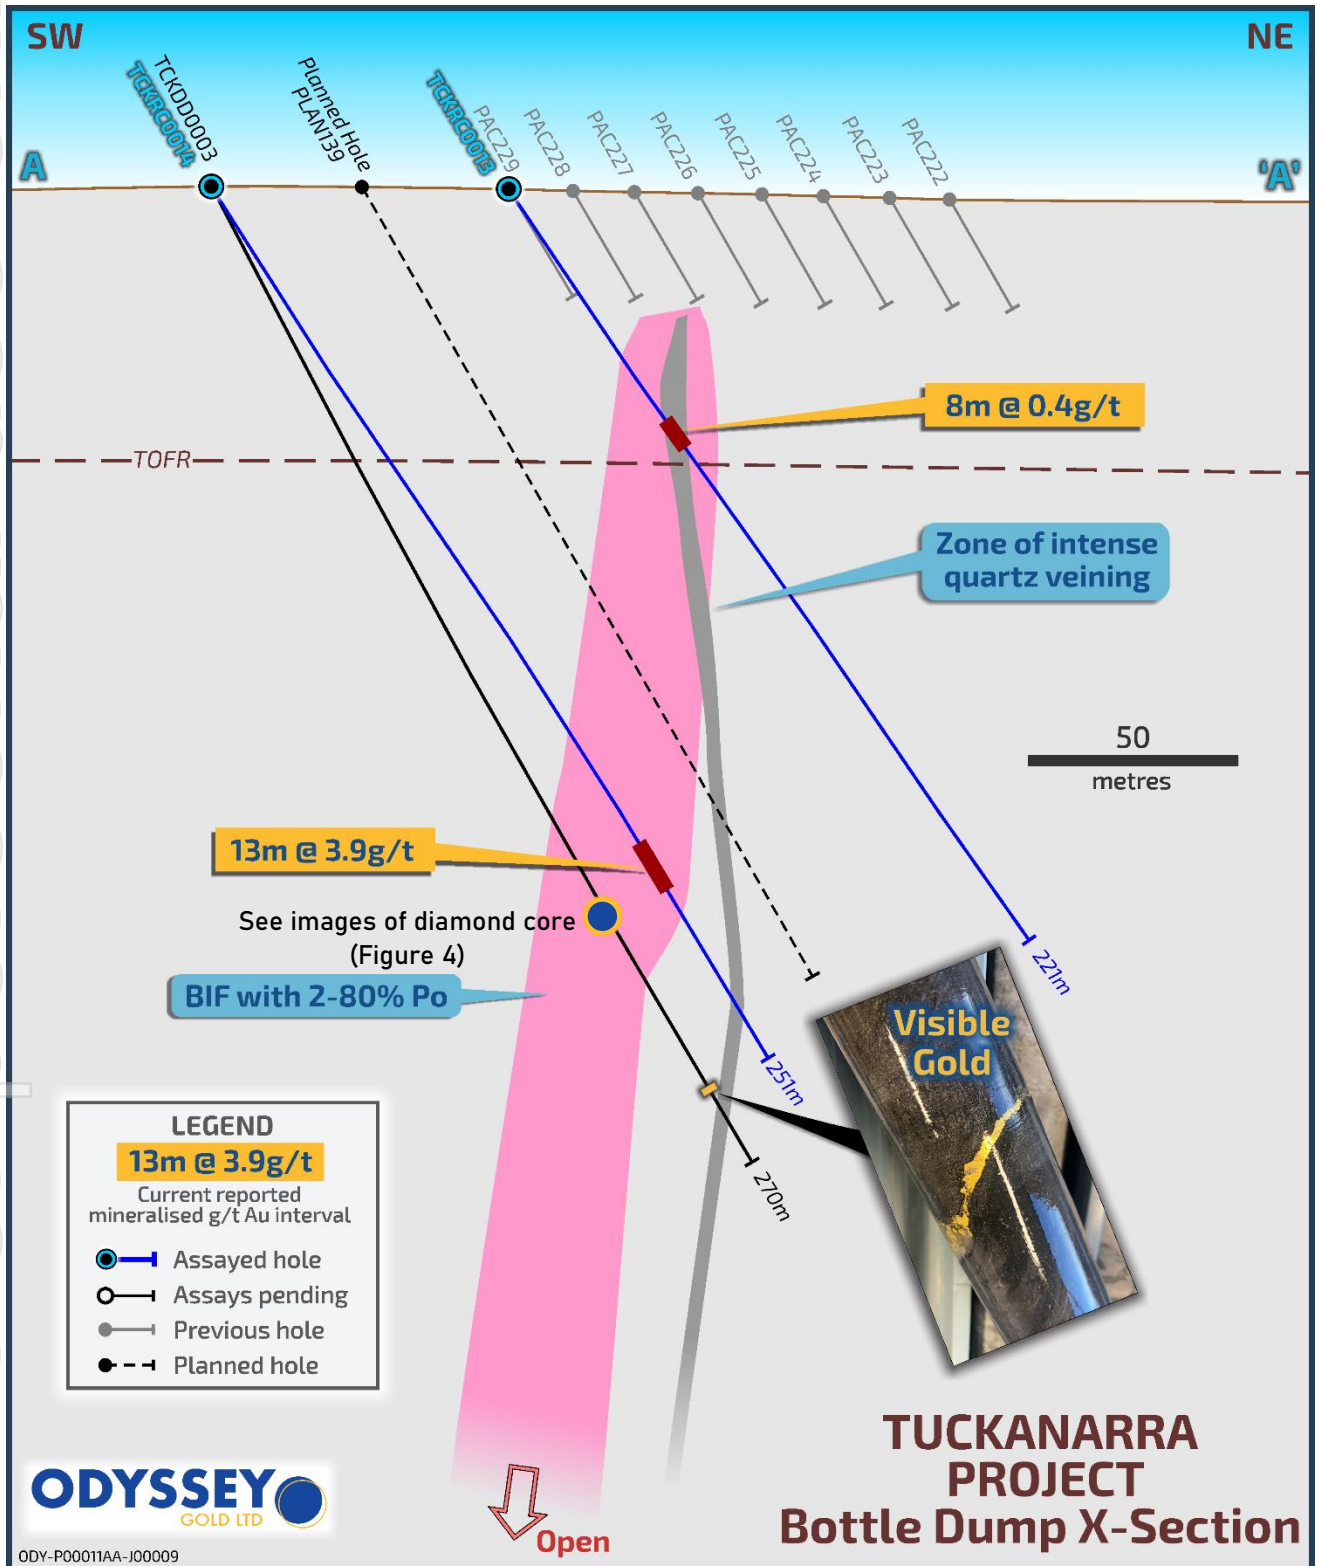 SW
NE
TCKRC0014
TCKDD0003
Planned Hole
PLAN139
TCKRC0013
PAC229
PAC228
PAC227
PAC226
PAC225
PAC224
PAC223
PAC222
A
'A'
8m @ 0.4g/t
TOFR
Zone of intense
quartz veining
50
metres
13m @ 3.9g/t
See images of diamond core
(Figure 4)
BIF with 2-80% Po
221m
Visible
Gold
251m
270m
LEGEND
13m @ 3.9g/t
Current reported
mineralised g/t Au interval
Assayed hole
Assays pending
Previous hole
Planned hole
TUCKANARRA
PROJECT
Bottle Dump X-Section
ODYSSEY
GOLD LTD
Open
ODY-P00011AA-J00009